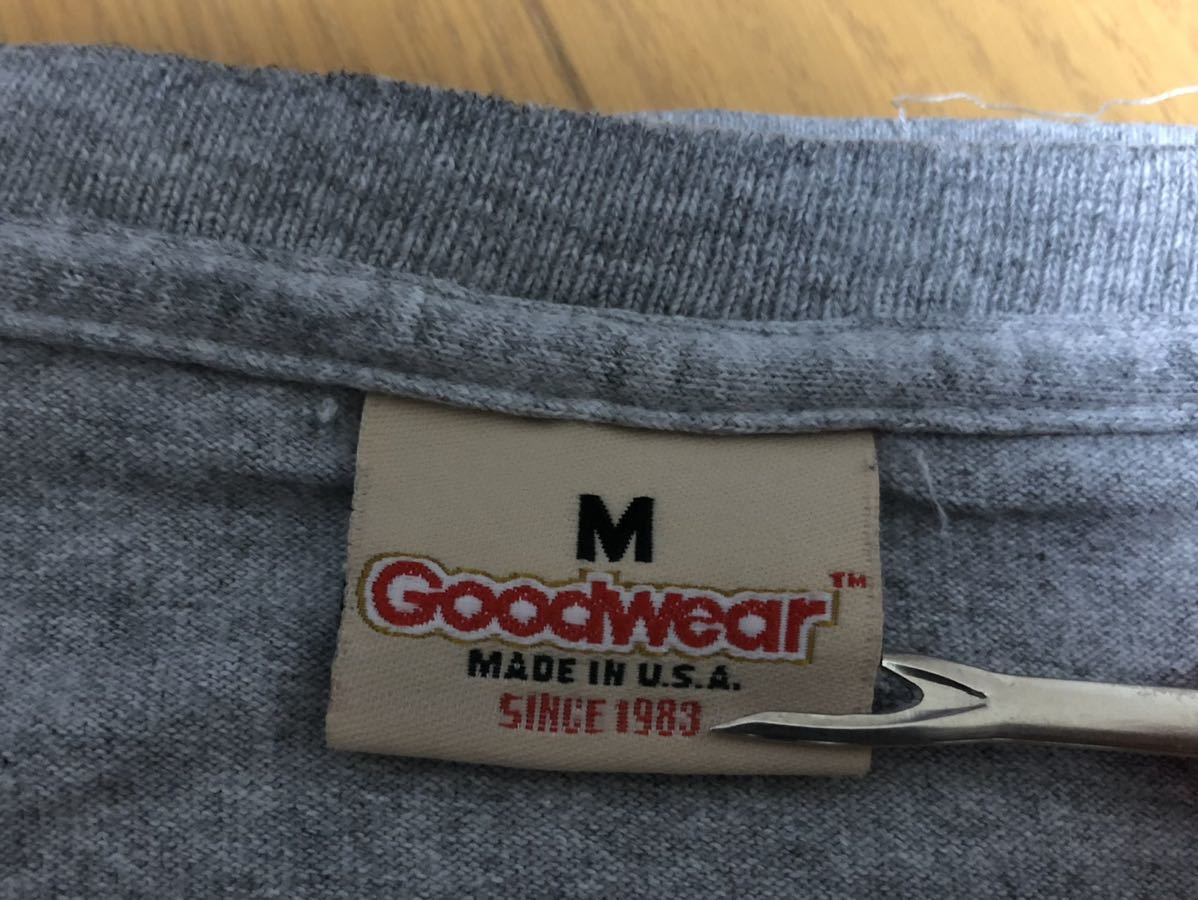 M
Goodwear™
MADE IN U.S.A.
SINCE 1983